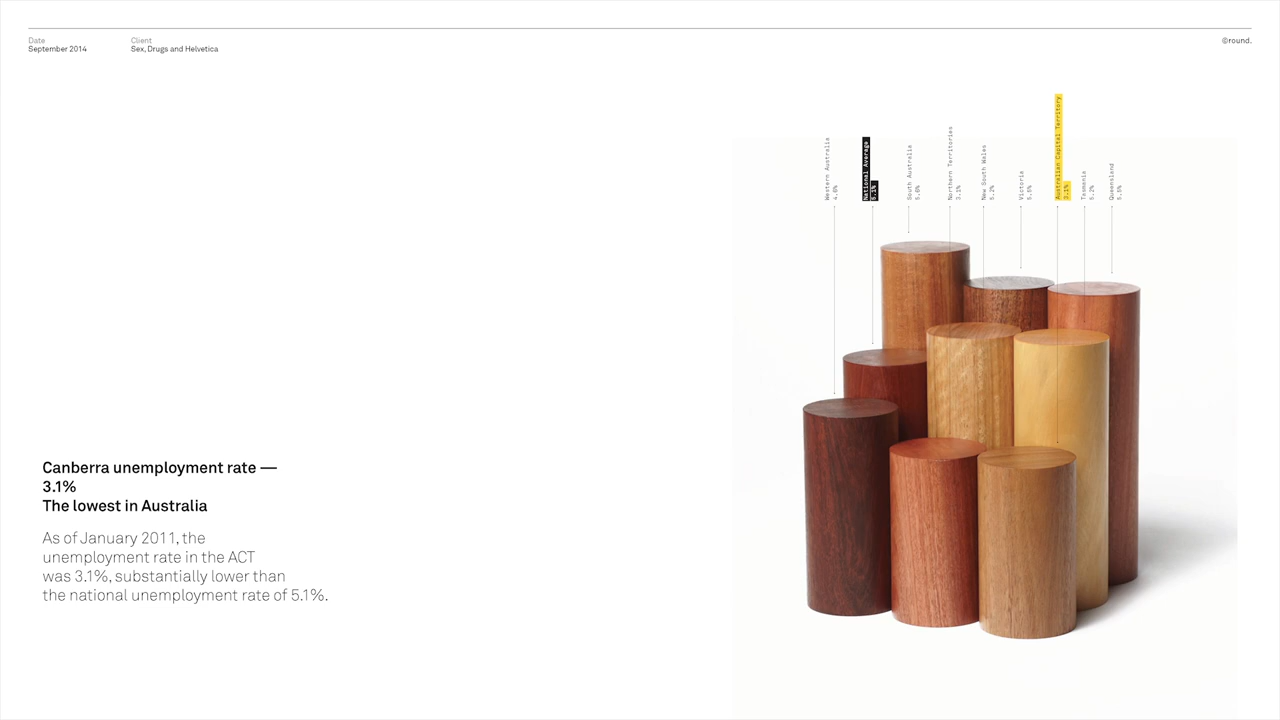 Date
September 2014
Client
Sex, Drugs and Helvetica
©round.
Western Australia
4.6%
National Average
5.1%
South Australia
5.6%
Northern Territories
3.1%
New South Wales
5.2%
Victoria
5.5%
Australian Capital Territory
3.1%
Tasmania
5.2%
Queensland
5.5%
Canberra unemployment rate —
3.1%
The lowest in Australia
As of January 2011, the
unemployment rate in the ACT
was 3.1%, substantially lower than
the national unemployment rate of 5.1%.